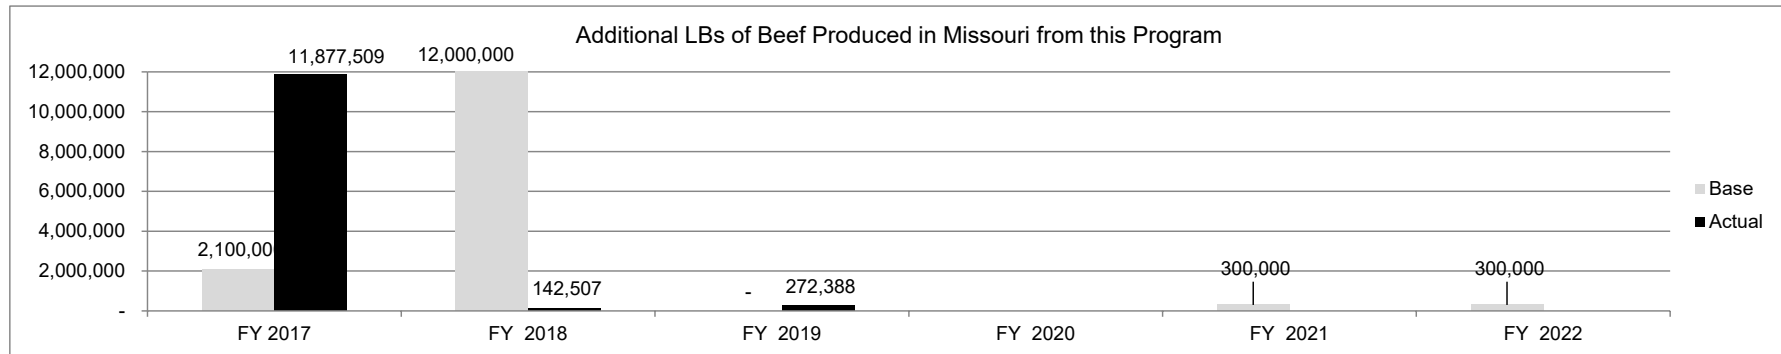 Additional LBs of Beef Produced in Missouri from this Program
11,877,509
12,000,000
12,000,000
10,000,000
8,000,000
6,000,000
4,000,000
2,000,000
-
2,100,00
142,507
-
272,388
300,000
300,000
FY 2017
FY 2018
FY 2019
FY 2020
FY 2021
FY 2022
Base
Actual